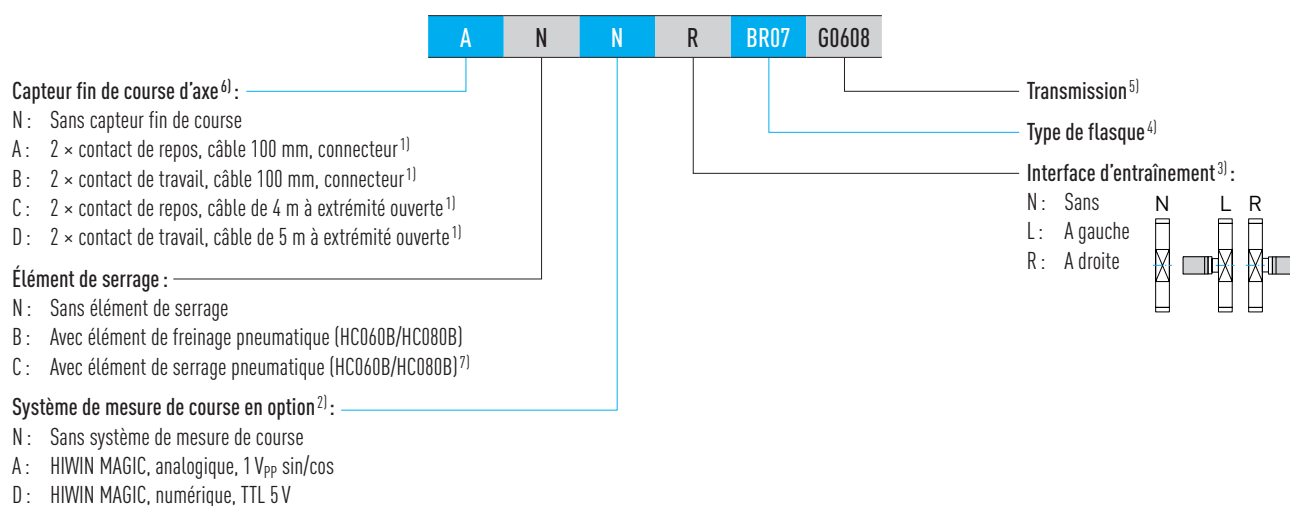 A N N R BR07 G0608
Capteur fin de course d'axe 6) :
N : Sans capteur fin de course
A : 2 × contact de repos, câble 100 mm, connecteur 1)
B : 2 × contact de travail, câble 100 mm, connecteur 1)
C : 2 × contact de repos, câble de 4 m à extrémité ouverte 1)
D : 2 × contact de travail, câble de 5 m à extrémité ouverte 1)
Élément de serrage :
N : Sans élément de serrage
B : Avec élément de freinage pneumatique (HC060B/HC080B)
C : Avec élément de serrage pneumatique (HC060B/HC080B) 7)
Système de mesure de course en option 2) :
N : Sans système de mesure de course
A : HIWIN MAGIC, analogique, 1 VPP sin/cos
D : HIWIN MAGIC, numérique, TTL 5 V
Transmission 5)
Type de flasque 4)
Interface d'entraînement 3) :
N : Sans
L : A gauche
R : A droite
N L R